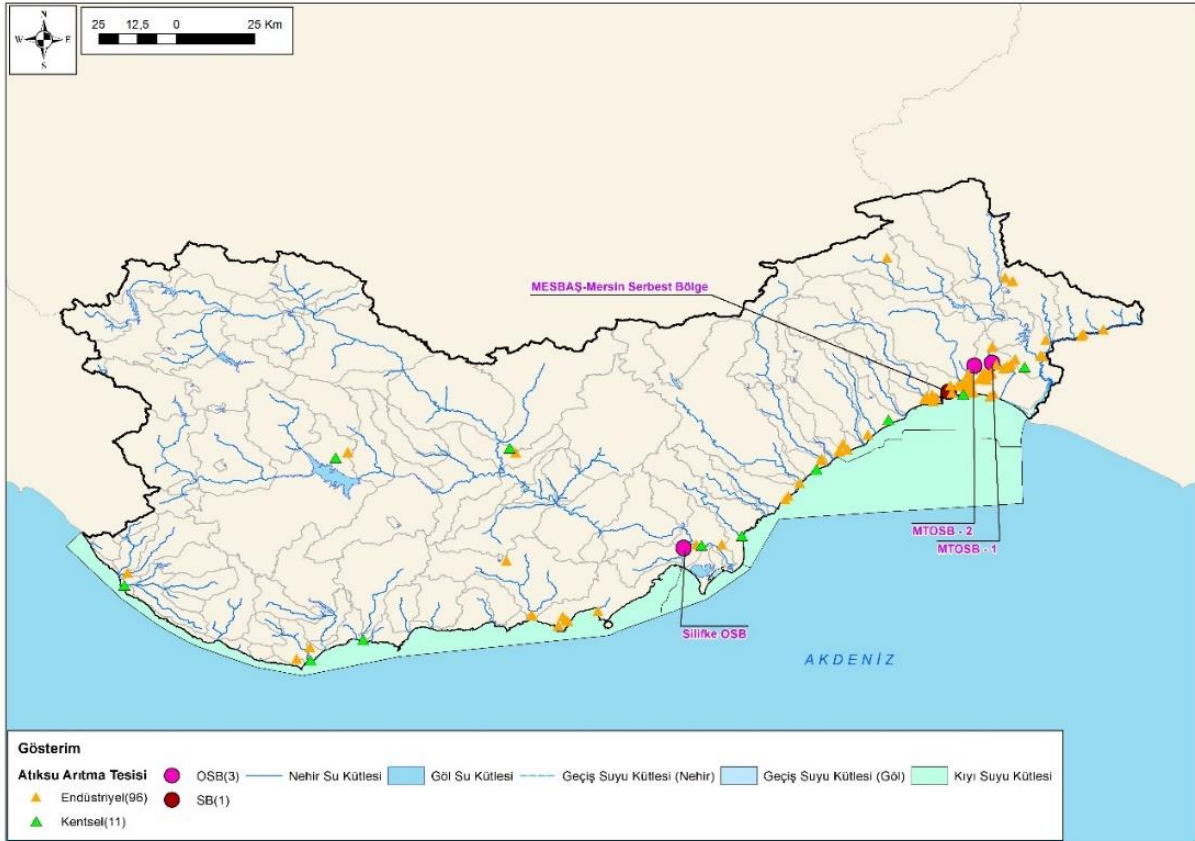 N
W E
S
25 12,5 0 25 Km
MESBAŞ-Mersin Serbest Bölge
MTOSB - 2
MTOSB - 1
Silifke OSB
AKDENİZ
Gösterim
Atıksu Arıtma Tesisi
Endüstriyel(96)
Kentsel(11)
OSB(3)
SB(1)
Nehir Su Kütlesi
Göl Su Kütlesi
Geçiş Suyu Kütlesi (Nehir)
Geçiş Suyu Kütlesi (Göl)
Kıyı Suyu Kütlesi